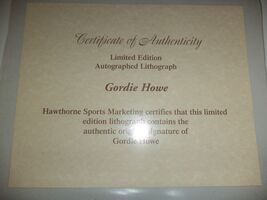 Certificate of Authenticity
Limited Edition
Autographed Lithograph
Gordie Howe
Hawthorne Sports Marketing certifies that this limited
edition lithograph contains the
authentic original signature of
Gordie Howe